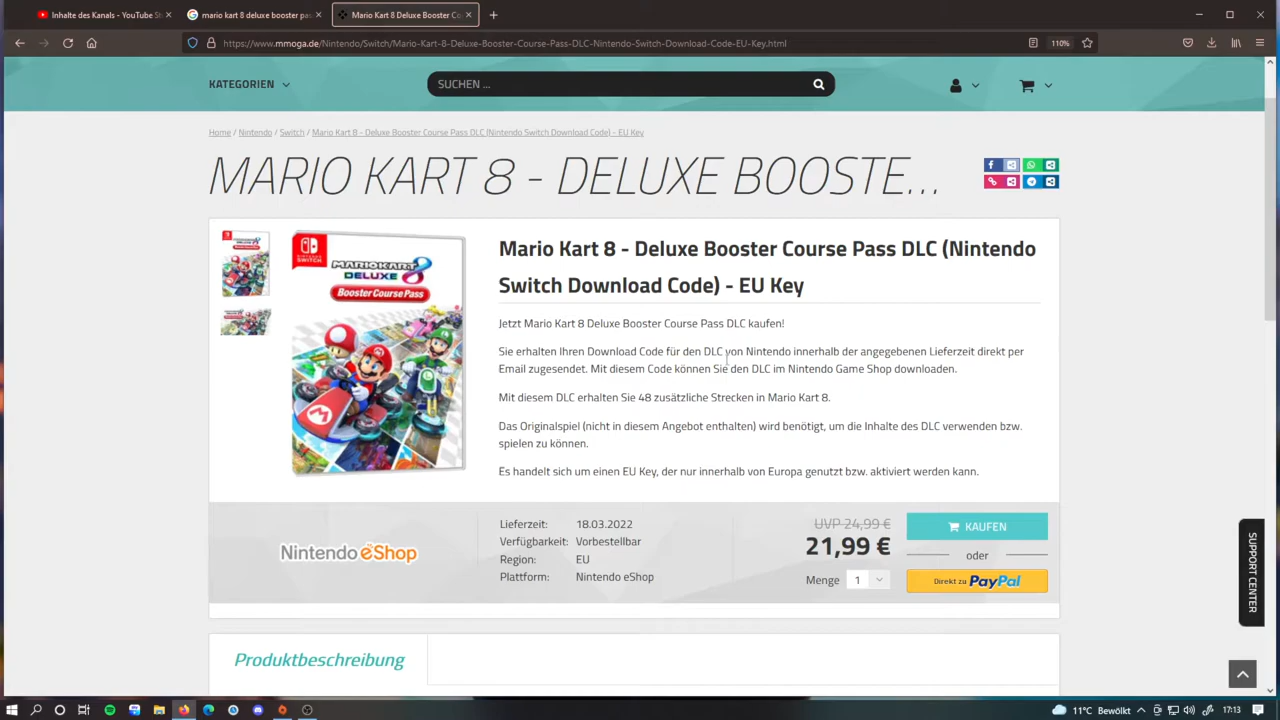 Inhalte des Kanals - YouTube St
mario kart 8 deluxe booster pas
Mario Kart 8 Deluxe Booster Co
https://www.mmoga.de/Nintendo/Switch/Mario-Kart-8-Deluxe-Booster-Course-Pass-DLC-Nintendo-Switch-Download-Code-EU-Key.html
110%
KATEGORIEN
SUCHEN ...
Home / Nintendo / Switch / Mario Kart 8 - Deluxe Booster Course Pass DLC (Nintendo Switch Download Code) - EU Key
MARIO KART 8 - DELUXE BOOSTE...
NINTENDO SWITCH
MARIOKART 8
DELUXE
Booster Course Pass
Mario Kart 8 - Deluxe Booster Course Pass DLC (Nintendo
Switch Download Code) - EU Key
Jetzt Mario Kart 8 Deluxe Booster Course Pass DLC kaufen!
Sie erhalten Ihren Download Code für den DLC von Nintendo innerhalb der angegebenen Lieferzeit direkt per
Email zugesendet. Mit diesem Code können Sie den DLC im Nintendo Game Shop downloaden.
Mit diesem DLC erhalten Sie 48 zusätzliche Strecken in Mario Kart 8.
Das Originalspiel (nicht in diesem Angebot enthalten) wird benötigt, um die Inhalte des DLC verwenden bzw.
spielen zu können.
Es handelt sich um einen EU Key, der nur innerhalb von Europa genutzt bzw. aktiviert werden kann.
Nintendo eShop
Lieferzeit: 18.03.2022
Verfügbarkeit: Vorbestellbar
Region: EU
Plattform: Nintendo eShop
UVP 24,99 €
21,99 €
Menge 1
KAUFEN
oder
Direkt zu PayPal
SUPPORT CENTER
Produktbeschreibung
11°C Bewölkt
17:13